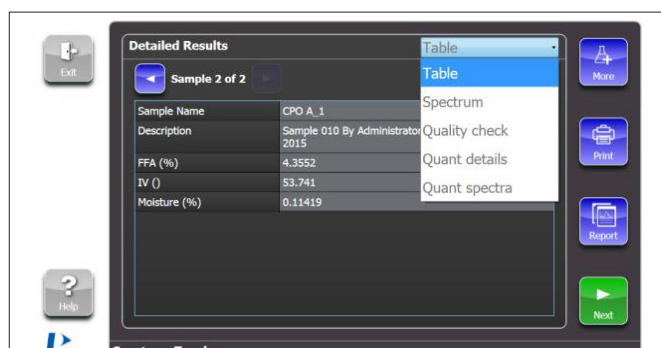 Detailed Results
Table
Exit
Sample 2 of 2
Table
More
Sample Name CPO A_1
Spectrum
Description Sample 010 By Administrator
2015
Quality check
FFA (%) 4.3552
Quant details
Print
IV () 53.741
Quant spectra
Moisture (%) 0.11419
Report
Help
Next